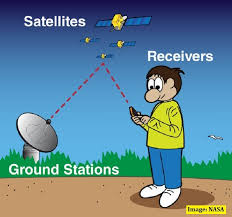 Satellites
Receivers
Ground Stations
Image: NASA